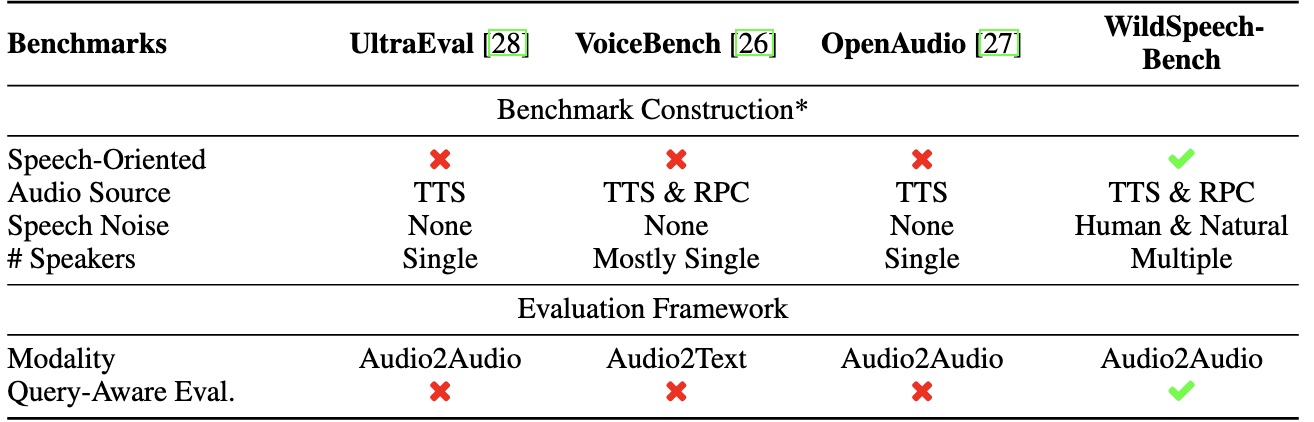 Benchmarks UltraEval [28] VoiceBench [26] OpenAudio [27] WildSpeech-
Bench
Benchmark Construction*
Speech-Oriented ✖ ✖ ✖ ✔
Audio Source TTS TTS & RPC TTS TTS & RPC
Speech Noise None None None Human & Natural
# Speakers Single Mostly Single Single Multiple
Evaluation Framework
Modality Audio2Audio Audio2Text Audio2Audio Audio2Audio
Query-Aware Eval. ✖ ✖ ✖ ✔